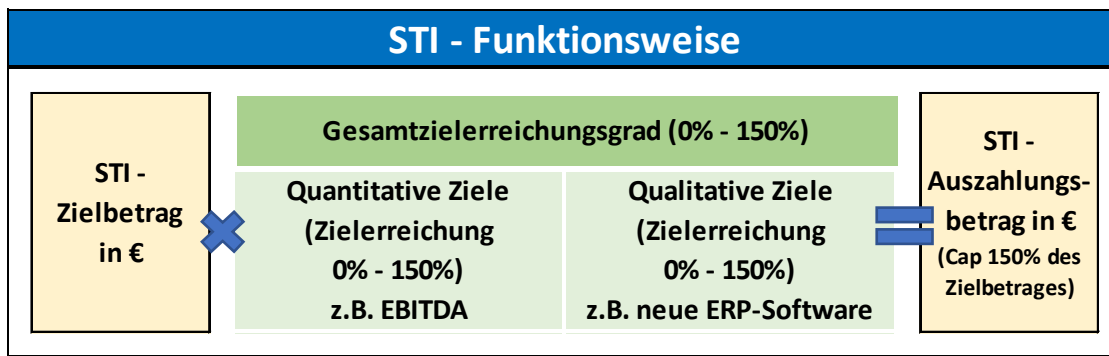 STI - Funktionsweise
STI -
Zielbetrag
in €
Gesamtzielerreichungsgrad (0% - 150%)
Quantitative Ziele
(Zielerreichung
0% - 150%)
z.B. EBITDA
Qualitative Ziele
(Zielerreichung
0% - 150%)
z.B. neue ERP-Software
STI -
Auszahlungs-
betrag in €
(Cap 150% des
Zielbetrages)